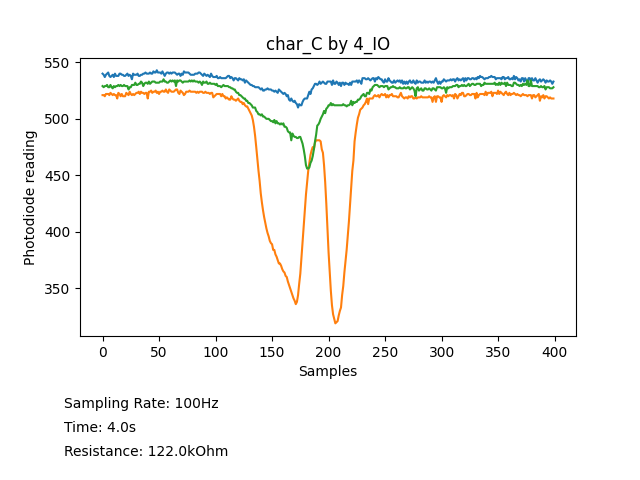 char_C by 4_IO
550
500
450
400
350
Photodiode reading
0 50 100 150 200 250 300 350 400
Samples
Sampling Rate: 100Hz
Time: 4.0s
Resistance: 122.0kOhm